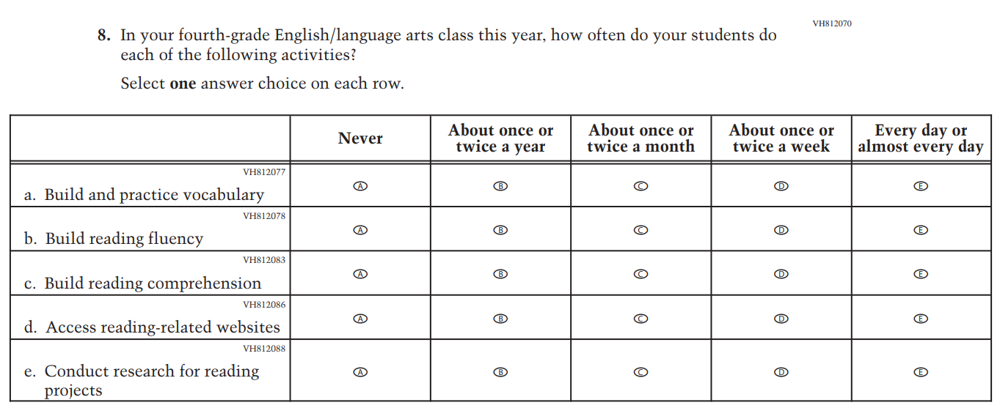 VH812070
8. In your fourth-grade English/language arts class this year, how often do your students do
each of the following activities?
Select one answer choice on each row.
Never
About once or
twice a year
About once or
twice a month
About once or
twice a week
Every day or
almost every day
VH812077
a. Build and practice vocabulary
A B C D E
VH812078
b. Build reading fluency
A B C D E
VH812083
c. Build reading comprehension
A B C D E
VH812086
d. Access reading-related websites
A B C D E
VH812088
e. Conduct research for reading
projects
A B C D E